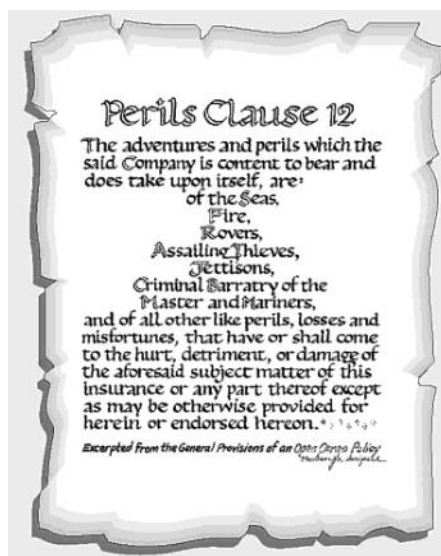 Perils Clause 12
The adventures and perils which the
said Company is content to bear and
does take upon itself, are:
of the Seas,
Fire,
Rovers,
Assailing Thieves,
Jettisons,
Criminal Barratry of the
Master and Mariners,
and of all other like perils, losses and
misfortunes, that have or shall come
to the hurt, detriment, or damage of
the aforesaid subject matter of this
insurance or any part thereof except
as may be otherwise provided for
herein or endorsed hereon.
Excerpted from the General Provisions of an Open Cargo Policy